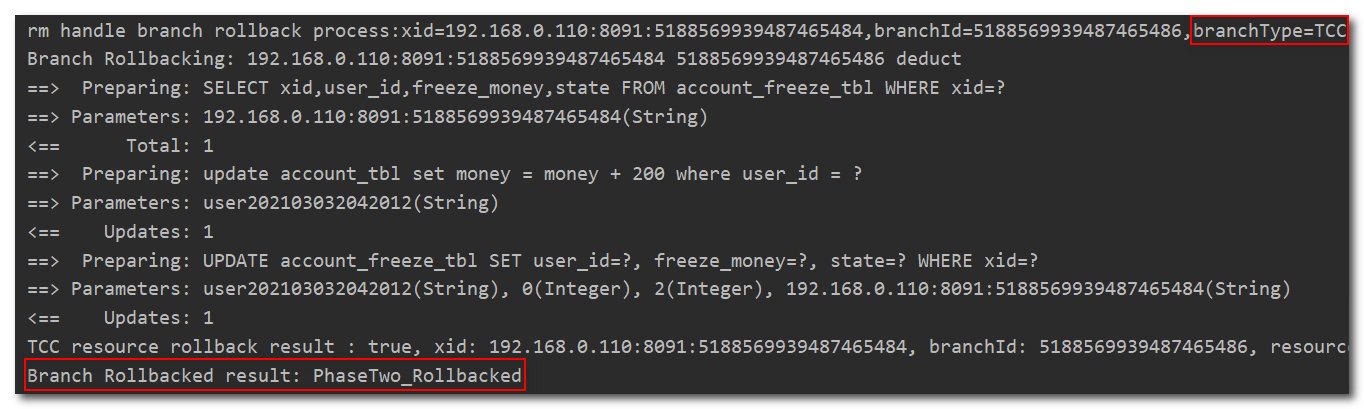 rm handle branch rollback process:xid=192.168.0.110:8091:5188569939487465484,branchId=5188569939487465486,branchType=TCC
Branch Rollbacking: 192.168.0.110:8091:5188569939487465484 5188569939487465486 deduct
==>  Preparing: SELECT xid,user_id,freeze_money,state FROM account_freeze_tbl WHERE xid=?
==> Parameters: 192.168.0.110:8091:5188569939487465484(String)
<==      Total: 1
==>  Preparing: update account_tbl set money = money + 200 where user_id = ?
==> Parameters: user202103032042012(String)
<==    Updates: 1
==>  Preparing: UPDATE account_freeze_tbl SET user_id=?, freeze_money=?, state=? WHERE xid=?
==> Parameters: user202103032042012(String), 0(Integer), 2(Integer), 192.168.0.110:8091:5188569939487465484(String)
<==    Updates: 1
TCC resource rollback result : true, xid: 192.168.0.110:8091:5188569939487465484, branchId: 5188569939487465486, resourc
Branch Rollbacked result: PhaseTwo_Rollbacked